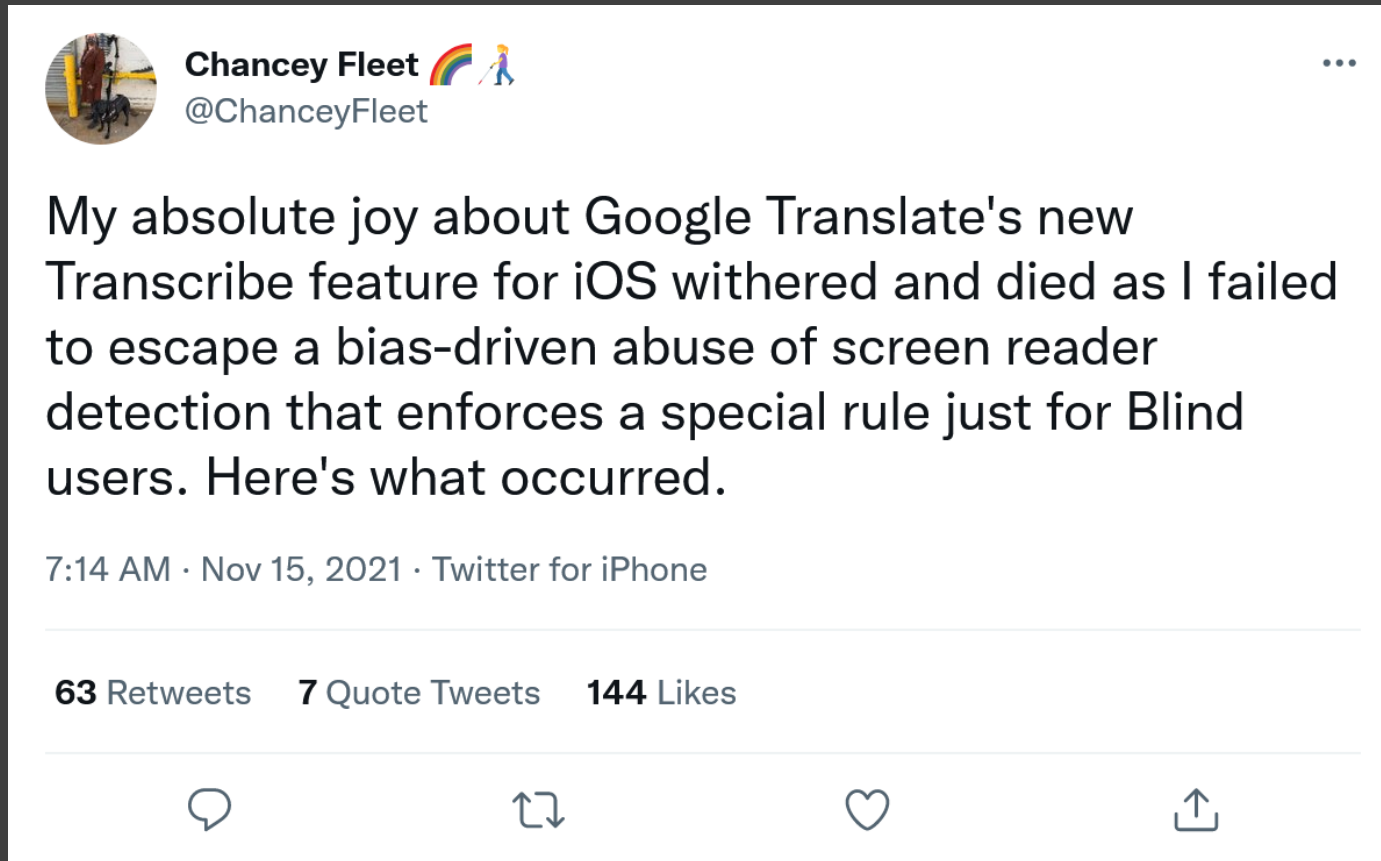 Chancey Fleet 🌈👩‍🦯
@ChanceyFleet
My absolute joy about Google Translate's new
Transcribe feature for iOS withered and died as I failed
to escape a bias-driven abuse of screen reader
detection that enforces a special rule just for Blind
users. Here's what occurred.
7:14 AM · Nov 15, 2021 · Twitter for iPhone
63 Retweets 7 Quote Tweets 144 Likes